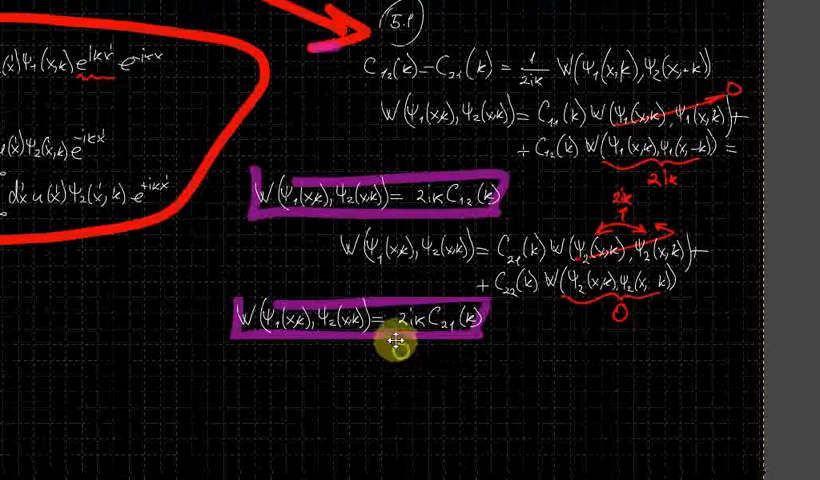 5.P
(x')Ψ₁(x,k)e^{ikx'} e^{-ikx}
C₁₂(k)=C₂₁(k) = 1/2ik W(Ψ₁(x,k),Ψ₂(x,+k))
W(Ψ₁(x,k),Ψ₂(x,k)) = C₁₁(k) W(Ψ₁(x,k),Ψ₁(x,k)) + 0
u(x')Ψ₂(x',k)e^{-ikx'}
+ C₁₂(k) W(Ψ₁(x,k),Ψ₁(x,-k)) =
2ik
dx'u(x')Ψ₂(x',k)e^{+ikx'}
W(Ψ₁(x,k),Ψ₂(x,k)) = 2ik C₁₂(k)
2ik
W(Ψ₁(x,k),Ψ₂(x,k)) = C₂₁(k) W(Ψ₂(x,k),Ψ₂(x,k)) +
+ C₂₂(k) W(Ψ₂(x,k),Ψ₂(x,k))
0
W(Ψ₁(x,k),Ψ₂(x,k)) = 2ik C₂₁(k)